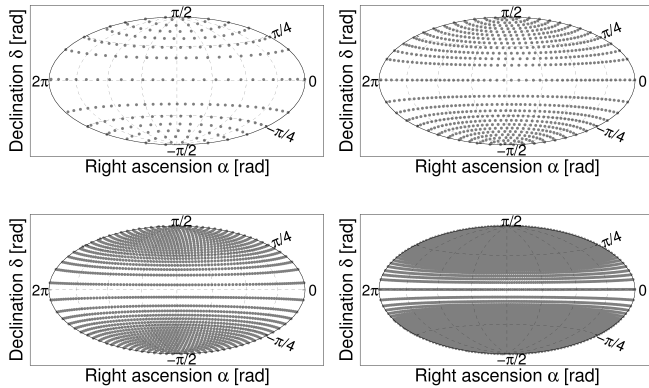 π/2
π/4
Declination δ [rad]
2π
0
−π/4
−π/2
Right ascension α [rad]
π/2
π/4
Declination δ [rad]
2π
0
−π/4
−π/2
Right ascension α [rad]
π/2
π/4
Declination δ [rad]
2π
0
−π/4
−π/2
Right ascension α [rad]
π/2
π/4
Declination δ [rad]
2π
0
−π/4
−π/2
Right ascension α [rad]